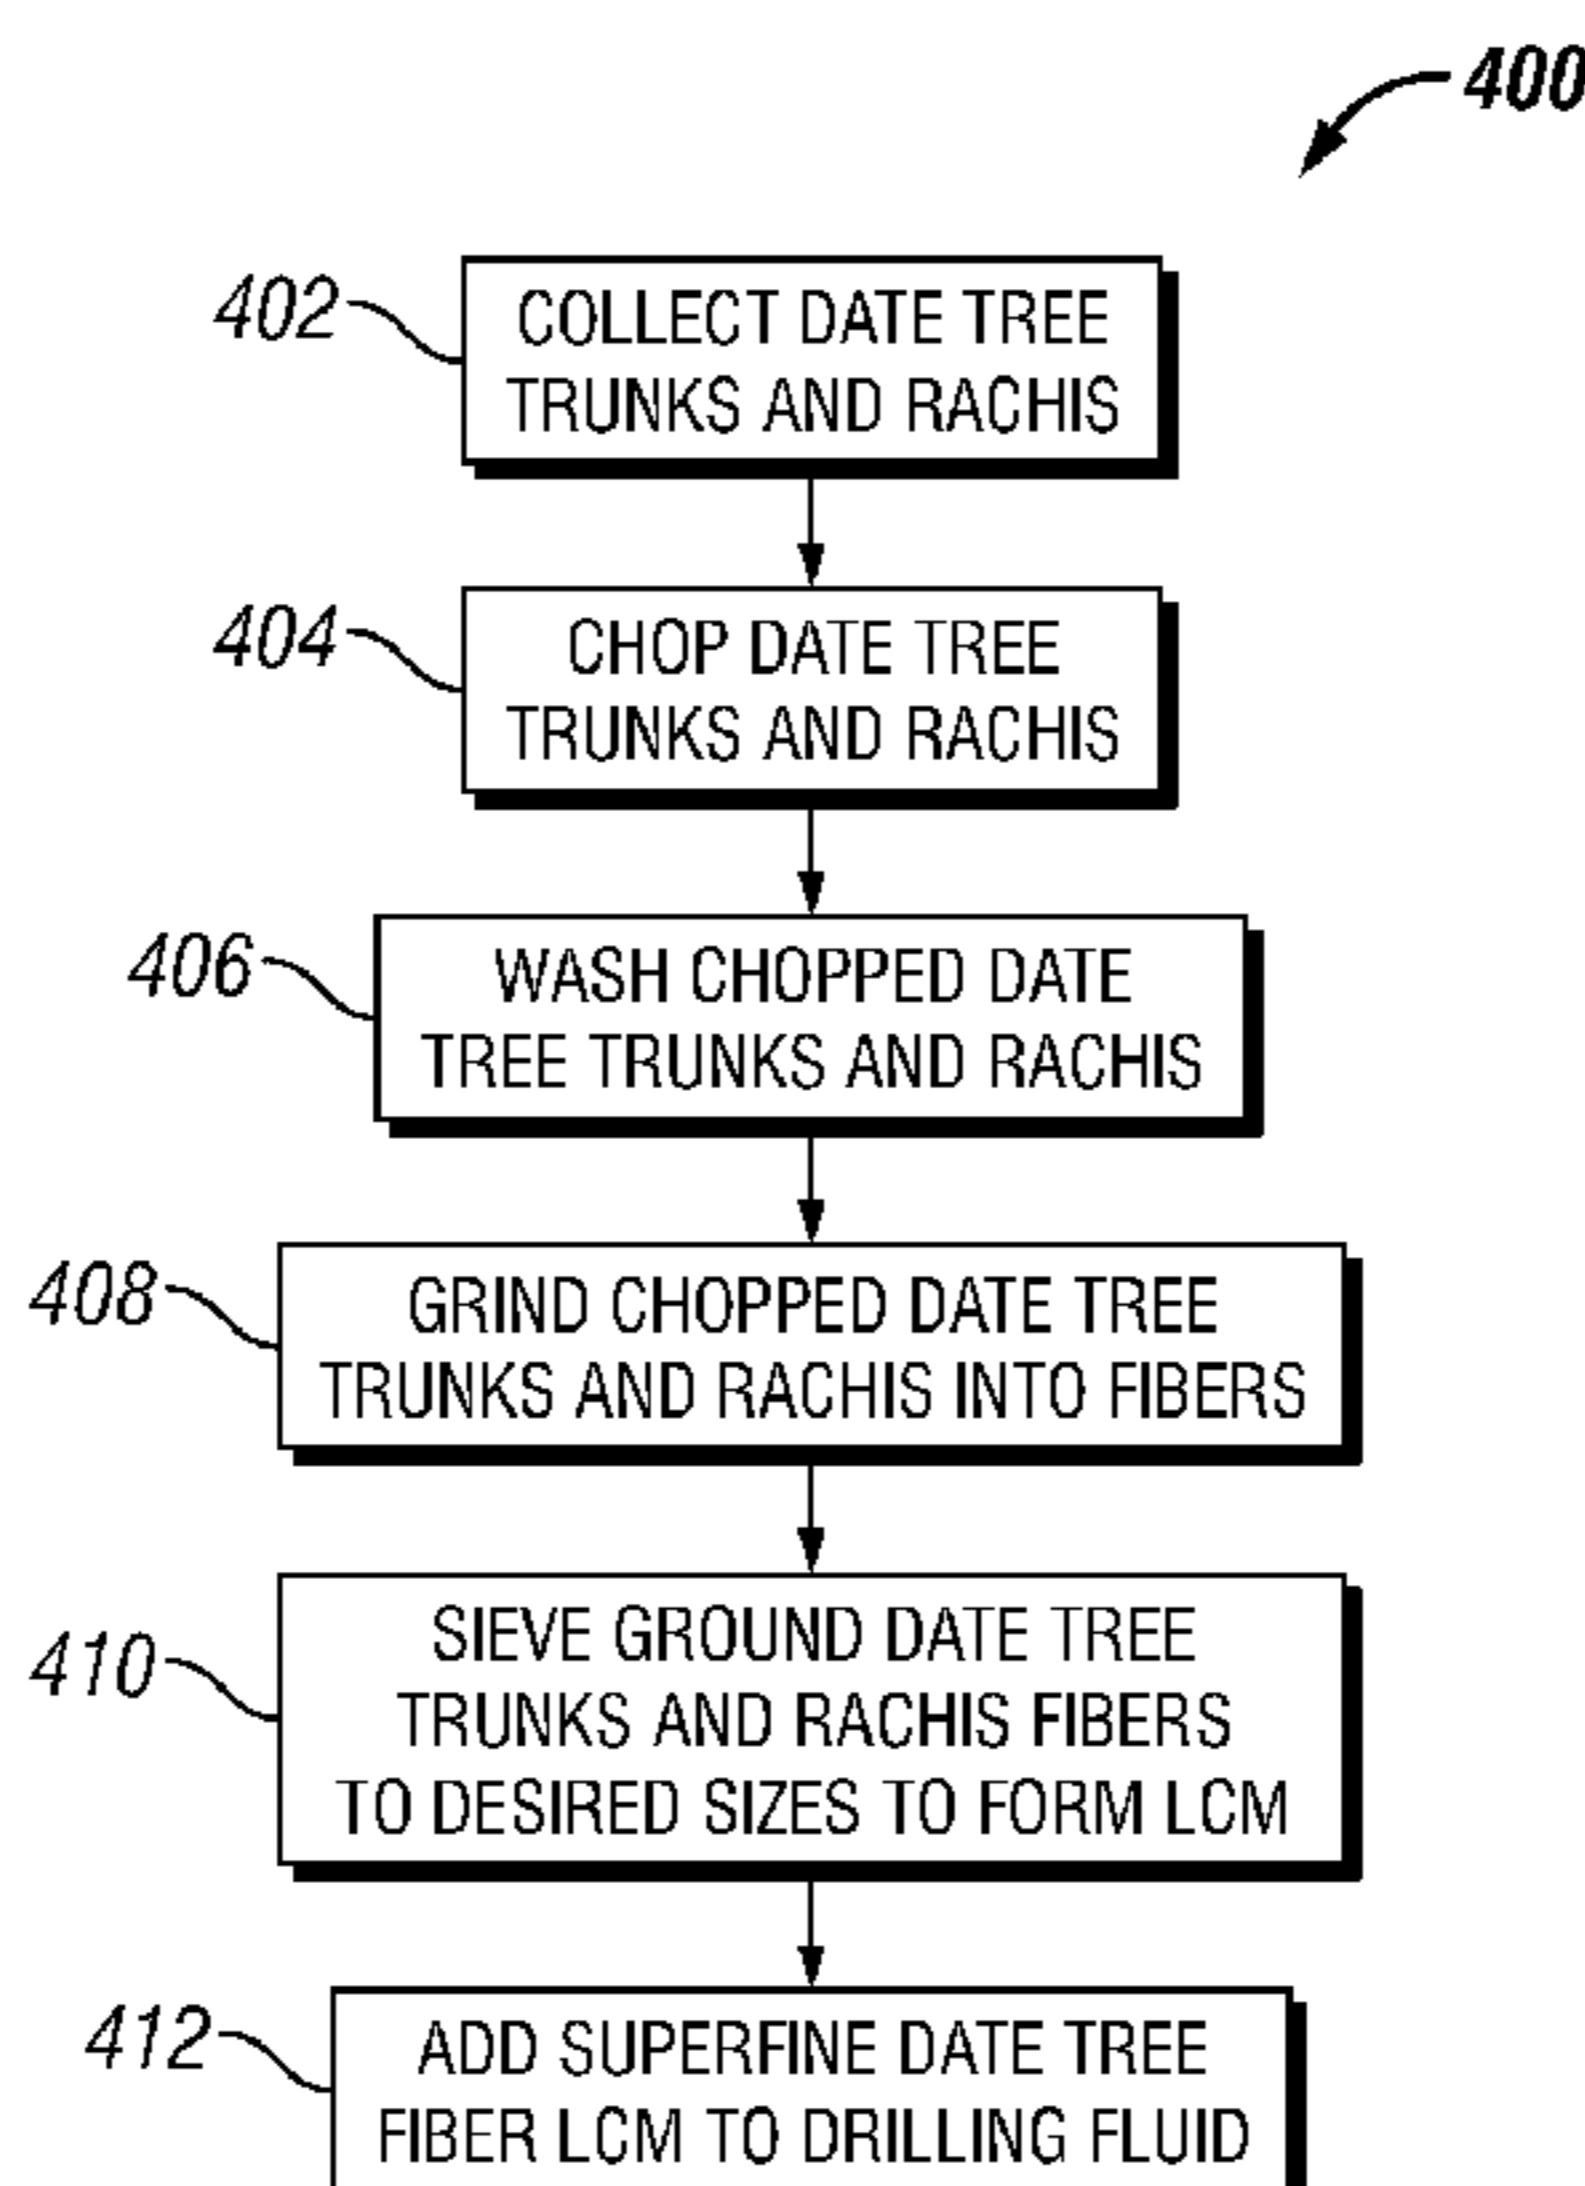 400
402
COLLECT DATE TREE
TRUNKS AND RACHIS
404
CHOP DATE TREE
TRUNKS AND RACHIS
406
WASH CHOPPED DATE
TREE TRUNKS AND RACHIS
408
GRIND CHOPPED DATE TREE
TRUNKS AND RACHIS INTO FIBERS
410
SIEVE GROUND DATE TREE
TRUNKS AND RACHIS FIBERS
TO DESIRED SIZES TO FORM LCM
412
ADD SUPERFINE DATE TREE
FIBER LCM TO DRILLING FLUID